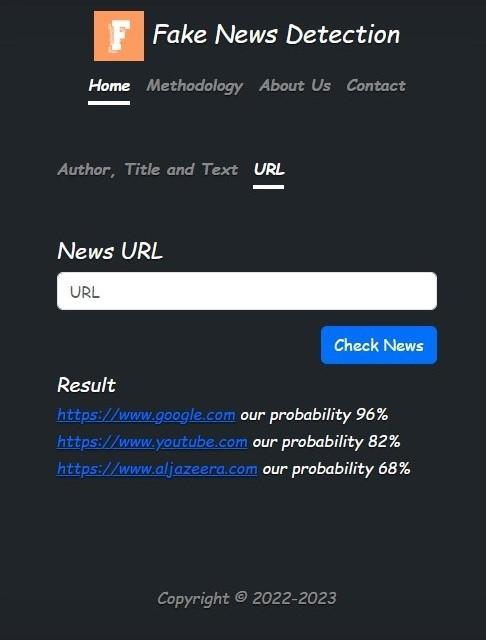 F Fake News Detection
Home Methodology About Us Contact
Author, Title and Text URL
News URL
URL
Check News
Result
https://www.google.com our probability 96%
https://www.youtube.com our probability 82%
https://www.aljazeera.com our probability 68%
Copyright © 2022-2023